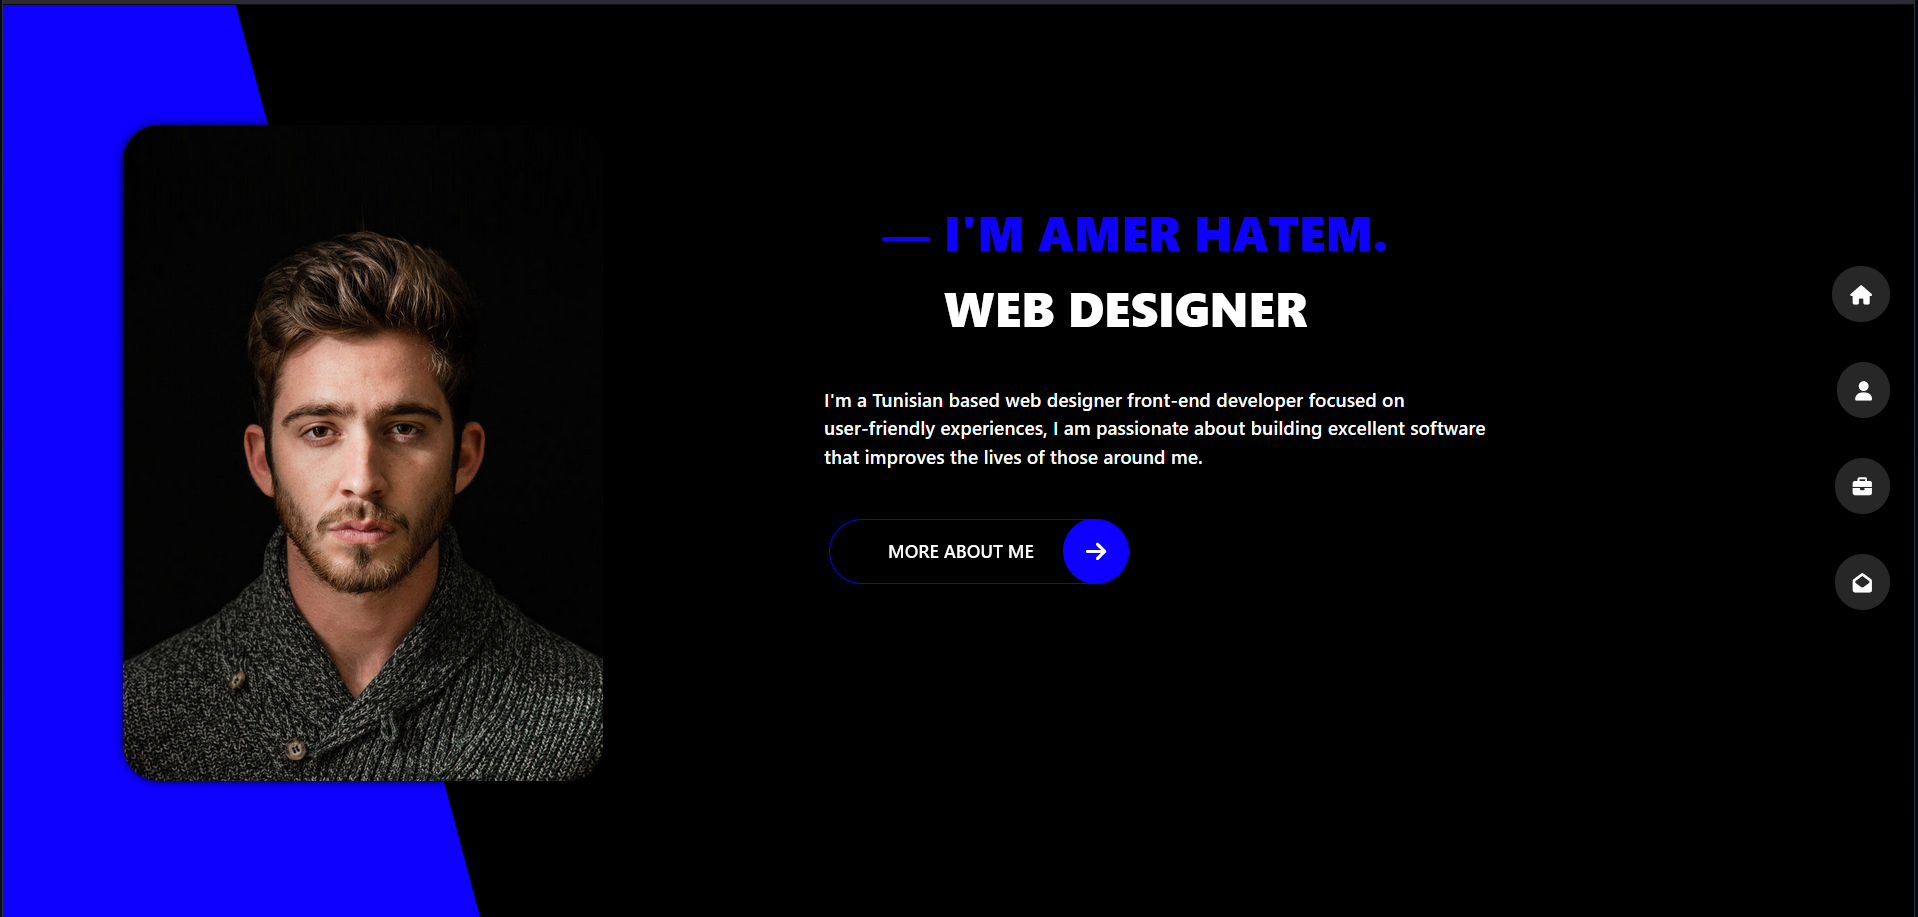 — I'M AMER HATEM.
WEB DESIGNER
I'm a Tunisian based web designer front-end developer focused on
user-friendly experiences, I am passionate about building excellent software
that improves the lives of those around me.
MORE ABOUT ME